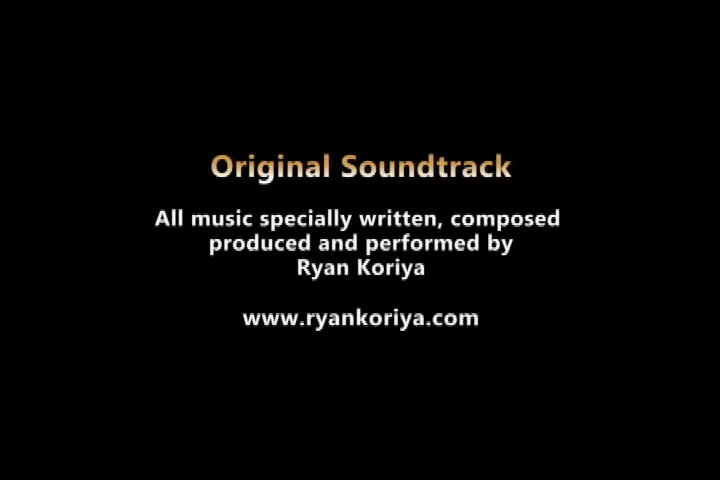 Original Soundtrack
All music specially written, composed
produced and performed by
Ryan Koriya
www.ryankoriya.com